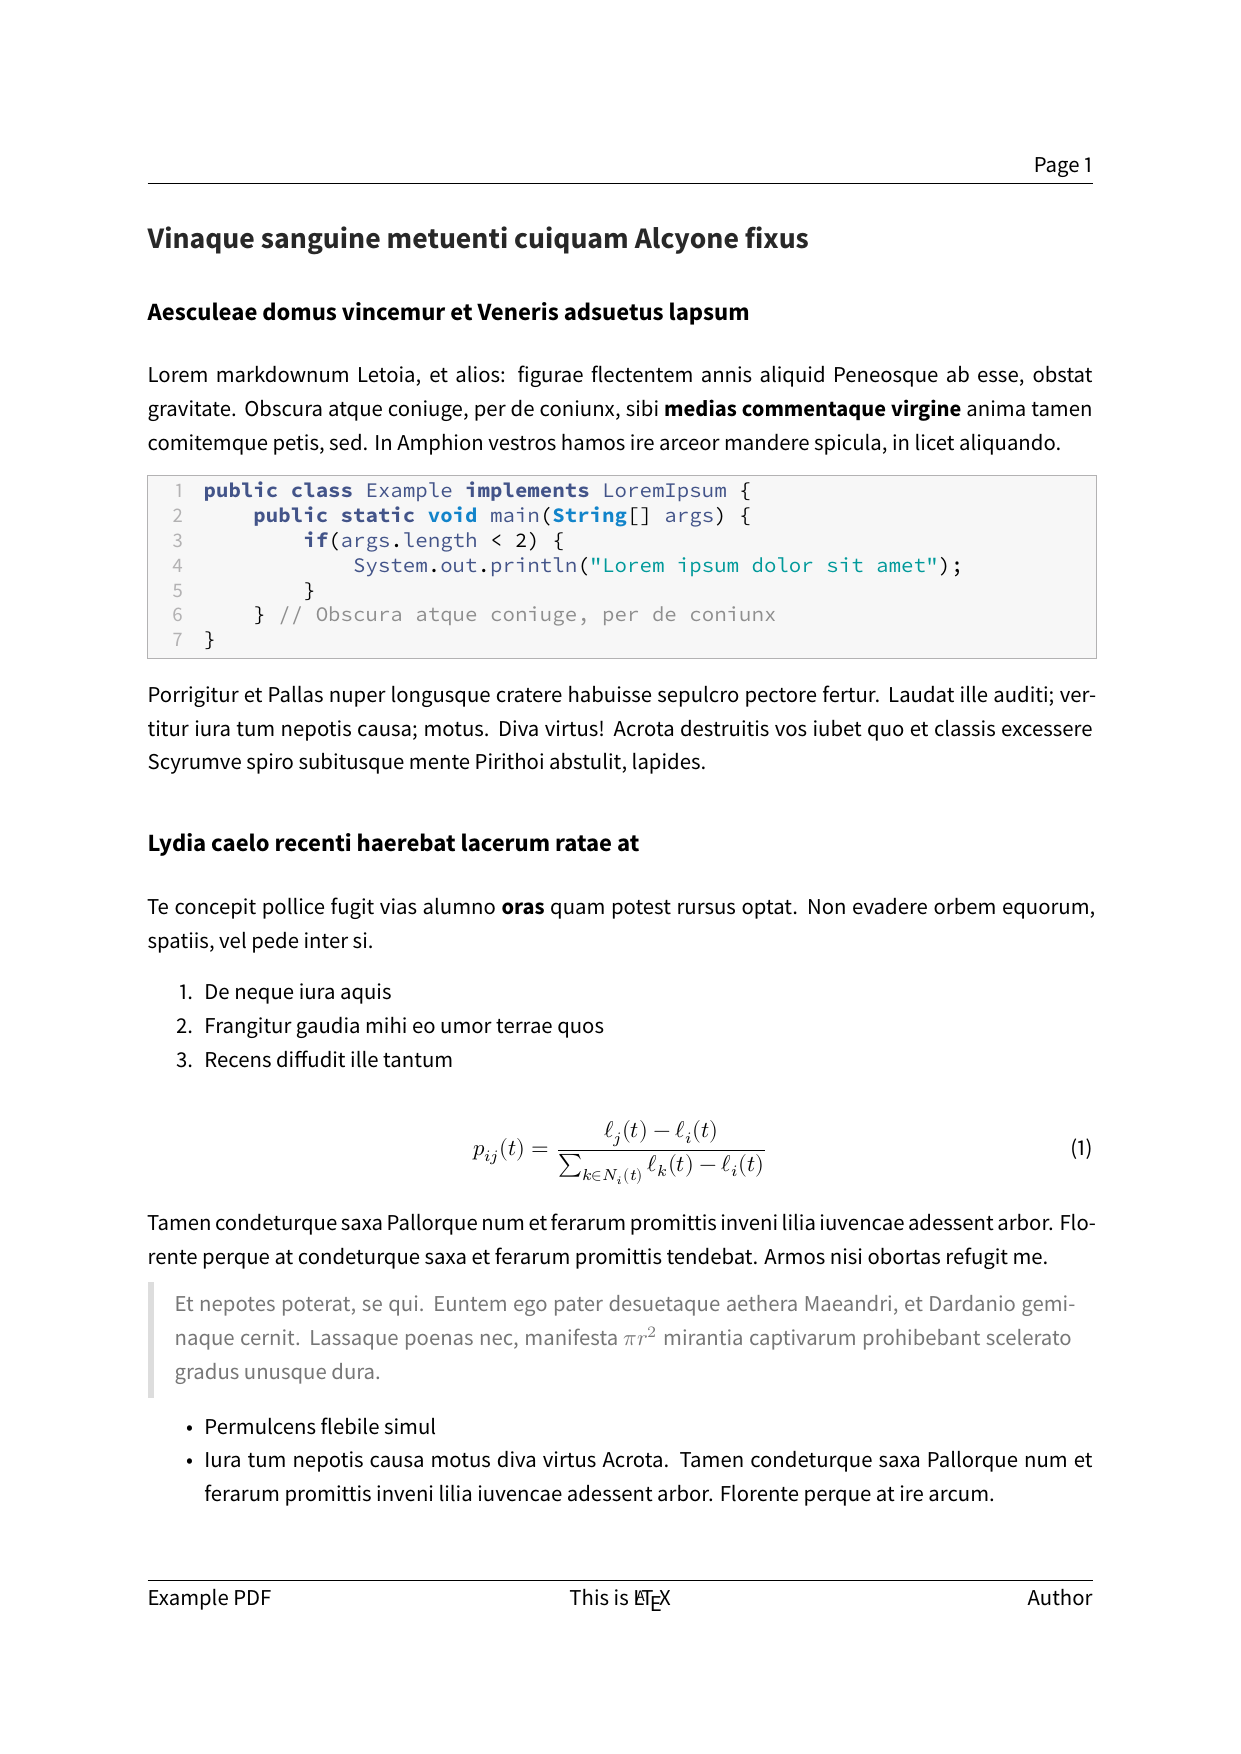 Page 1
Vinaque sanguine metuenti cuiquam Alcyone fixus
Aesculeae domus vincemur et Veneris adsuetus lapsum
Lorem markdownum Letoia, et alios: figurae flectentem annis aliquid Peneosque ab esse, obstat
gravitate. Obscura atque coniuge, per de coniunx, sibi medias commentaque virgine anima tamen
comitemque petis, sed. In Amphion vestros hamos ire arceor mandere spicula, in licet aliquando.
1 public class Example implements LoremIpsum {
2     public static void main(String[] args) {
3         if(args.length < 2) {
4             System.out.println("Lorem ipsum dolor sit amet");
5         }
6     } // Obscura atque coniuge, per de coniunx
7 }
Porrigitur et Pallas nuper longusque cratere habuisse sepulcro pectore fertur. Laudat ille auditi; ver-
titur iura tum nepotis causa; motus. Diva virtus! Acrota destruitis vos iubet quo et classis excessere
Scyrumve spiro subitusque mente Pirithoi abstulit, lapides.
Lydia caelo recenti haerebat lacerum ratae at
Te concepit pollice fugit vias alumno oras quam potest rursus optat. Non evadere orbem equorum,
spatiis, vel pede inter si.
1. De neque iura aquis
2. Frangitur gaudia mihi eo umor terrae quos
3. Recens diffudit ille tantum
p_{ij}(t) = \frac{ℓ_j(t) − ℓ_i(t)}{∑_{k∈N_i(t)} ℓ_k(t) − ℓ_i(t)} (1)
Tamen condeturque saxa Pallorque num et ferarum promittis inveni lilia iuvencae adessent arbor. Flo-
rente perque at condeturque saxa et ferarum promittis tendebat. Armos nisi obortas refugit me.
Et nepotes poterat, se qui. Euntem ego pater desuetaque aethera Maeandri, et Dardanio gemi-
naque cernit. Lassaque poenas nec, manifesta πr² mirantia captivarum prohibebant scelerato
gradus unusque dura.
• Permulcens flebile simul
• Iura tum nepotis causa motus diva virtus Acrota. Tamen condeturque saxa Pallorque num et
ferarum promittis inveni lilia iuvencae adessent arbor. Florente perque at ire arcum.
Example PDF This is LATEX Author